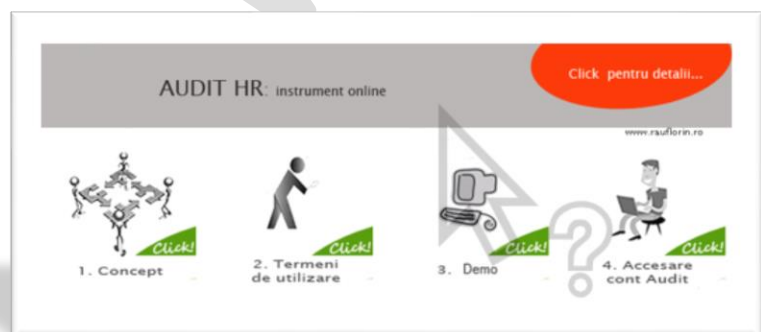 AUDIT HR: instrument online
Click pentru detalii...
www.rauflorin.ro
Click!
1. Concept
Click!
2. Termeni
de utilizare
Click!
3. Demo
Click!
4. Accesare
cont Audit